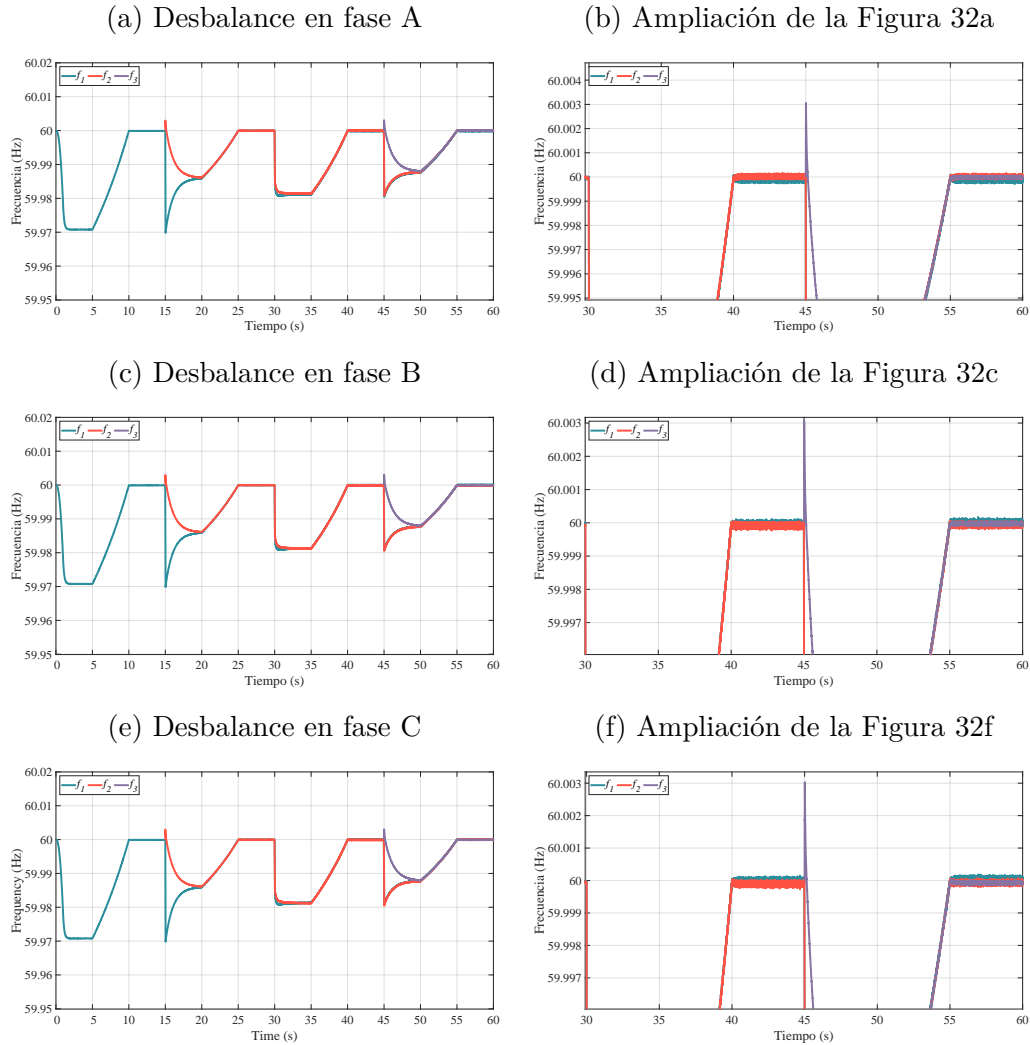 (a) Desbalance en fase A
(b) Ampliación de la Figura 32a
60.02
60.01
60
59.99
59.98
59.97
59.96
59.95
Frecuencia (Hz)
f1 f2 f3
0 5 10 15 20 25 30 35 40 45 50 55 60
Tiempo (s)
60.004
60.003
60.002
60.001
60
59.999
59.998
59.997
59.996
59.995
Frecuencia (Hz)
f1 f2 f3
30 35 40 45 50 55 60
Tiempo (s)
(c) Desbalance en fase B
(d) Ampliación de la Figura 32c
60.02
60.01
60
59.99
59.98
59.97
59.96
59.95
Frecuencia (Hz)
f1 f2 f3
0 5 10 15 20 25 30 35 40 45 50 55 60
Tiempo (s)
60.003
60.002
60.001
60
59.999
59.998
59.997
Frecuencia (Hz)
f1 f2 f3
30 35 40 45 50 55 60
Tiempo (s)
(e) Desbalance en fase C
(f) Ampliación de la Figura 32f
60.02
60.01
60
59.99
59.98
59.97
59.96
59.95
Frequency (Hz)
f1 f2 f3
0 5 10 15 20 25 30 35 40 45 50 55 60
Time (s)
60.003
60.002
60.001
60
59.999
59.998
59.997
Frecuencia (Hz)
f1 f2 f3
30 35 40 45 50 55 60
Tiempo (s)